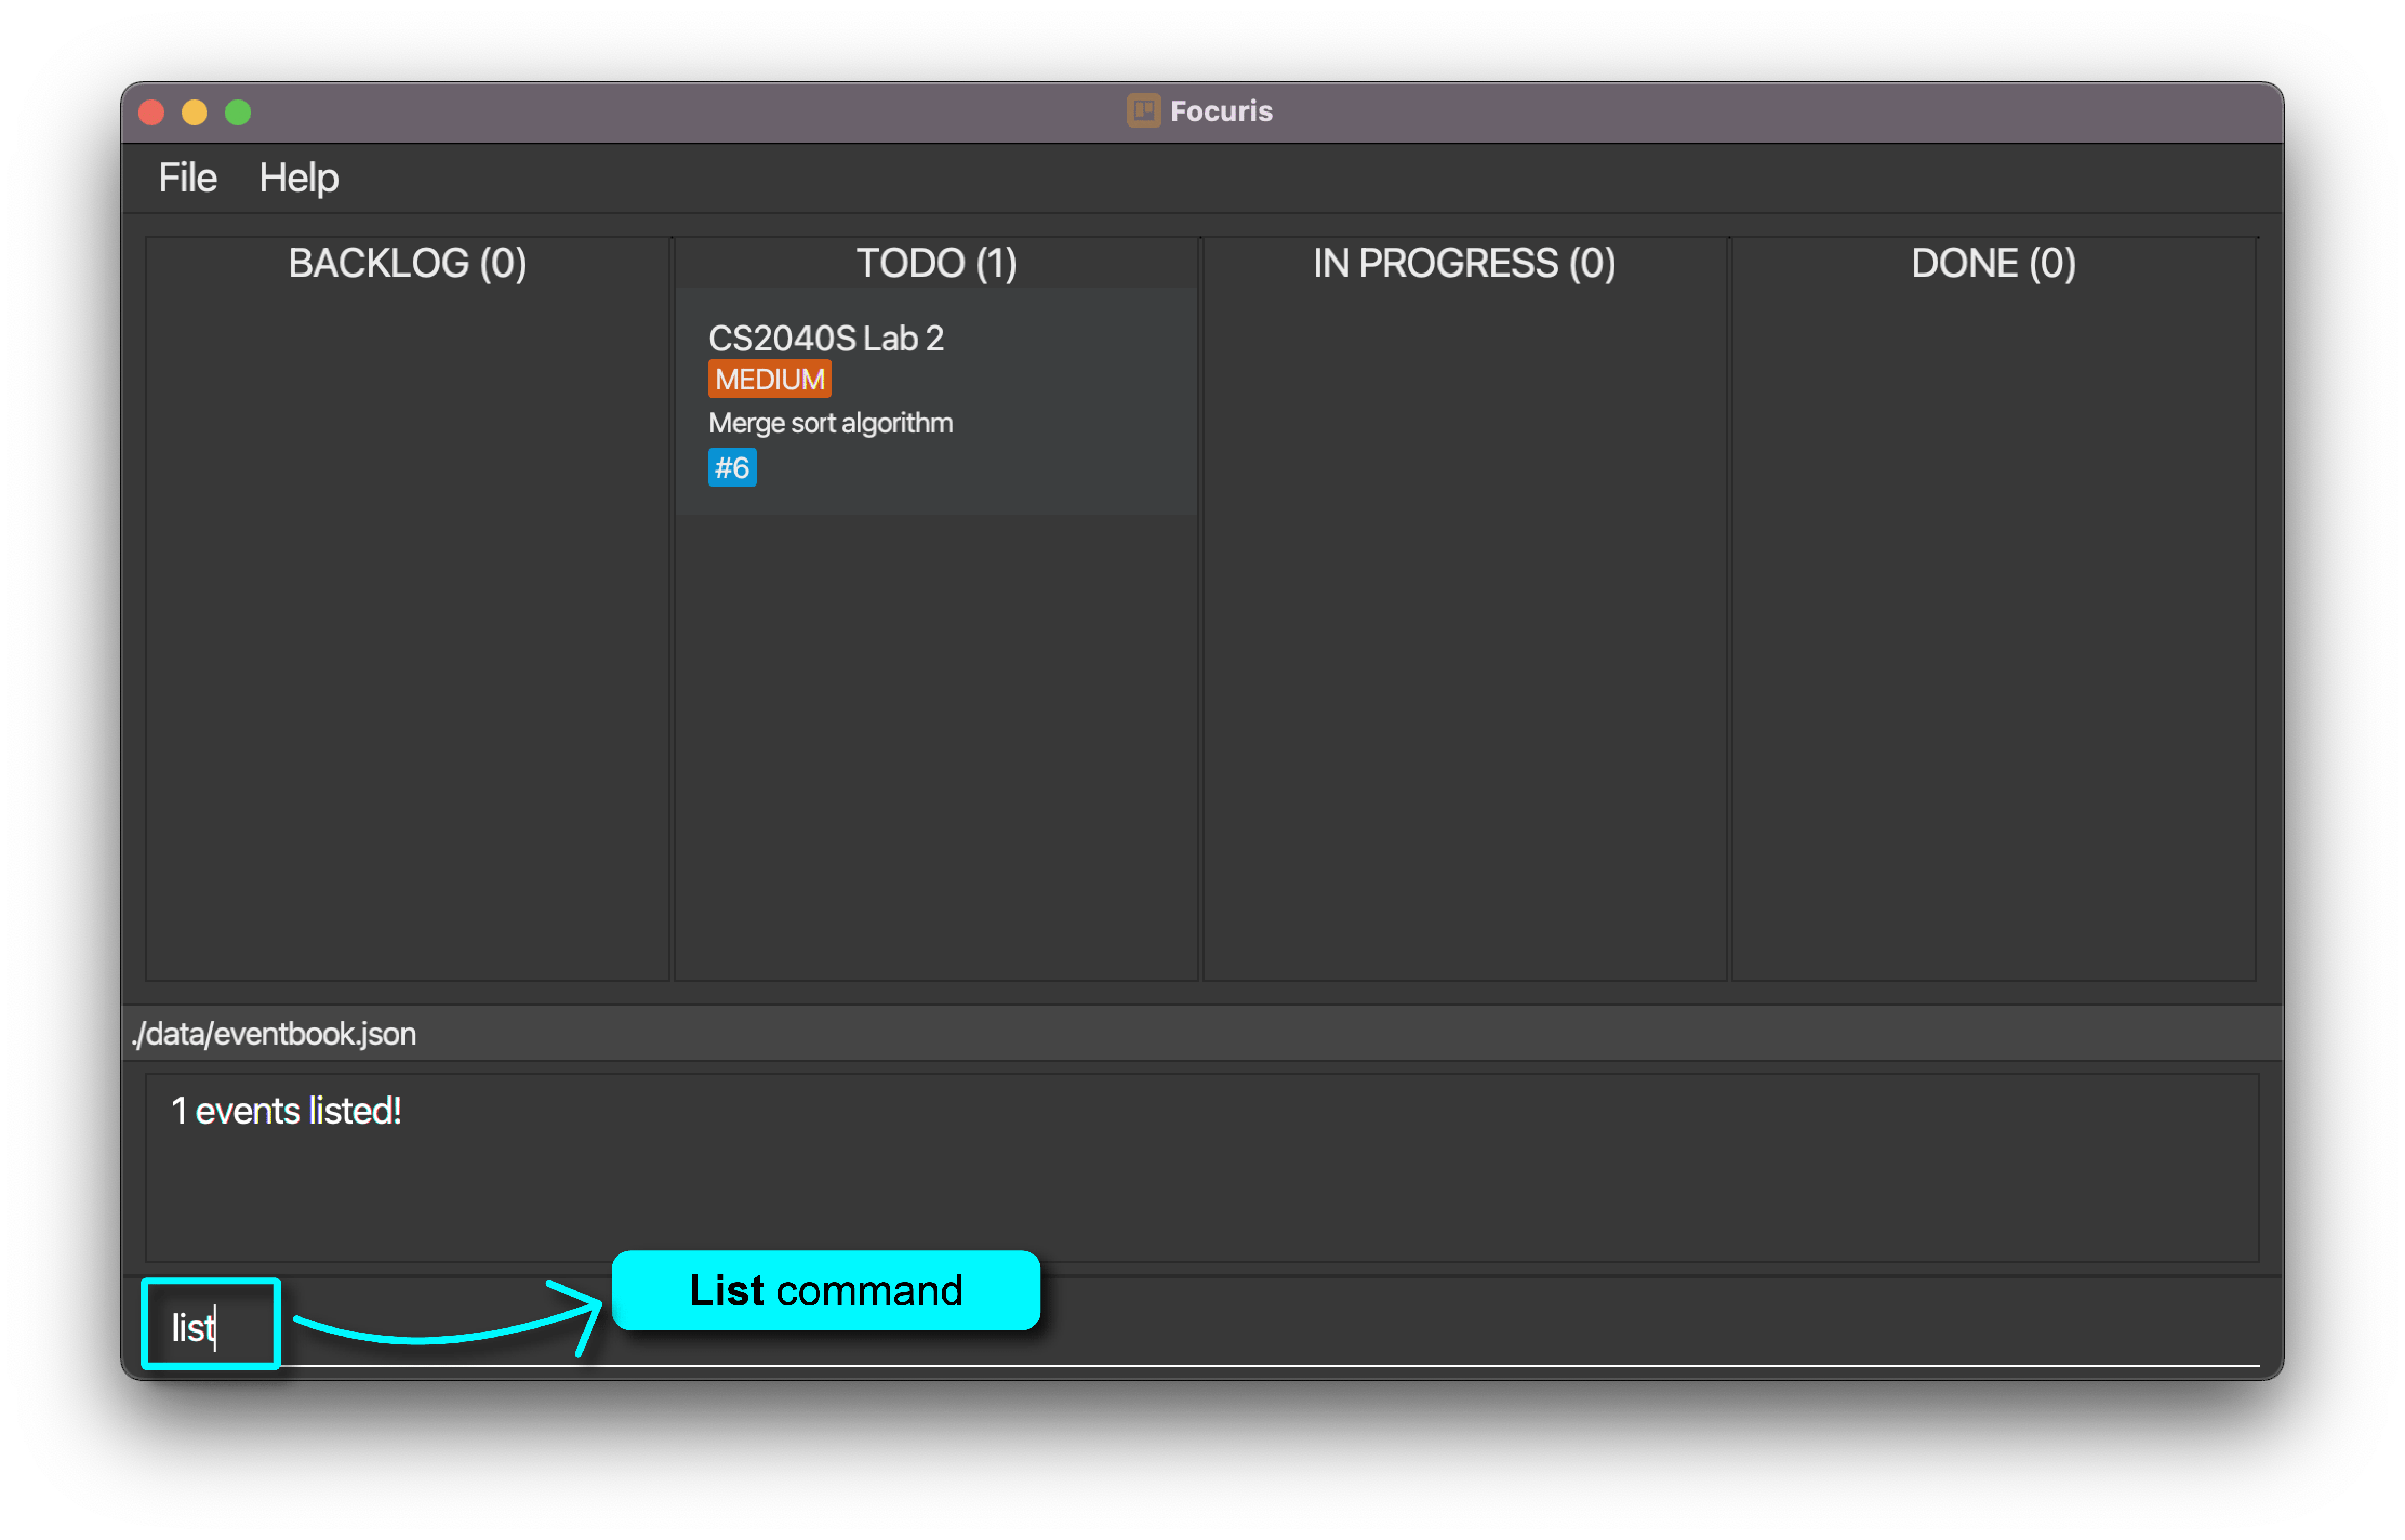 Focuris
File Help
BACKLOG (0)
TODO (1)
IN PROGRESS (0)
DONE (0)
CS2040S Lab 2
MEDIUM
Merge sort algorithm
#6
./data/eventbook.json
1 events listed!
list
List command